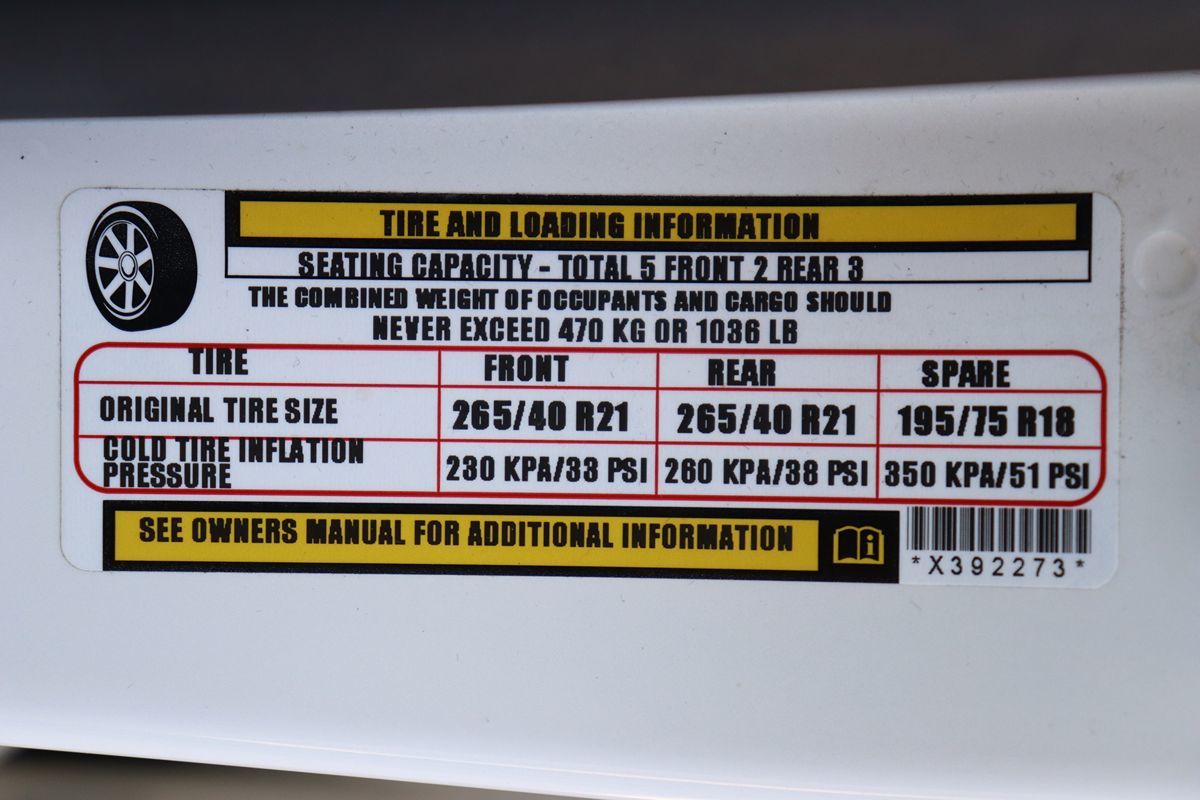 TIRE AND LOADING INFORMATION
SEATING CAPACITY - TOTAL 5 FRONT 2 REAR 3
THE COMBINED WEIGHT OF OCCUPANTS AND CARGO SHOULD
NEVER EXCEED 470 KG OR 1036 LB
TIRE FRONT REAR SPARE
ORIGINAL TIRE SIZE 265/40 R21 265/40 R21 195/75 R18
COLD TIRE INFLATION
PRESSURE 230 KPA/33 PSI 260 KPA/38 PSI 350 KPA/51 PSI
SEE OWNERS MANUAL FOR ADDITIONAL INFORMATION
*X392273*